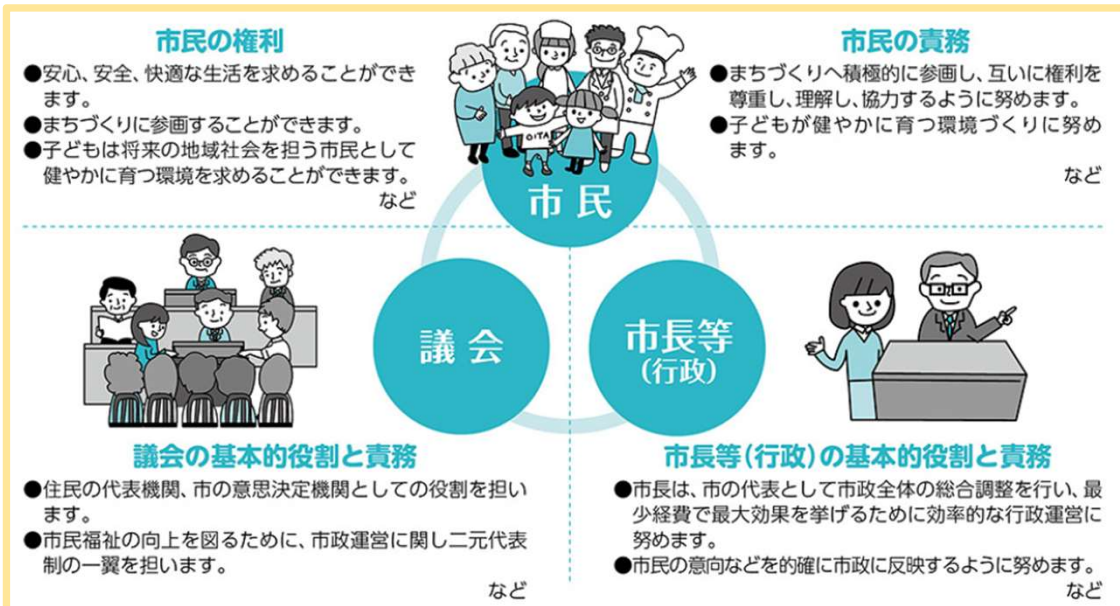 市民の権利
●安心、安全、快適な生活を求めることができ
ます。
●まちづくりに参画することができます。
●子どもは将来の地域社会を担う市民として
健やかに育つ環境を求めることができます。
など
市民の責務
●まちづくりへ積極的に参画し、互いに権利を
尊重し、理解し、協力するように努めます。
●子どもが健やかに育つ環境づくりに努め
ます。
など
OITA
市民
議会
市長等
(行政)
議会の基本的役割と責務
●住民の代表機関、市の意思決定機関としての役割を担い
ます。
●市民福祉の向上を図るために、市政運営に関し二元代表
制の一翼を担います。
など
市長等(行政)の基本的役割と責務
●市長は、市の代表として市政全体の総合調整を行い、最
少経費で最大効果を挙げるために効率的な行政運営に
努めます。
●市民の意向などを的確に市政に反映するように努めます。
など